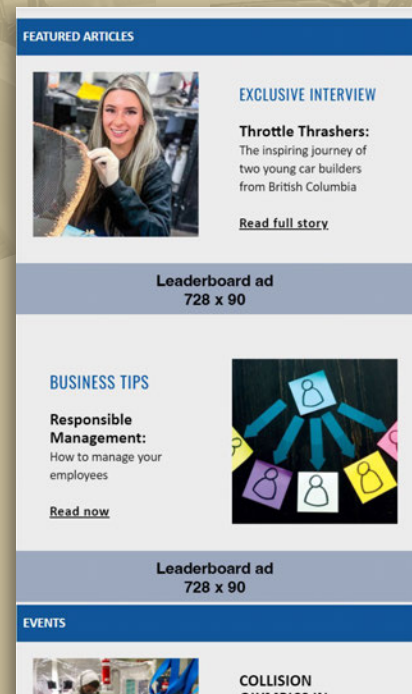 FEATURED ARTICLES
EXCLUSIVE INTERVIEW
Throttle Thrashers:
The inspiring journey of
two young car builders
from British Columbia
Read full story
Leaderboard ad
728 x 90
BUSINESS TIPS
Responsible
Management:
How to manage your
employees
Read now
Leaderboard ad
728 x 90
EVENTS
COLLISION